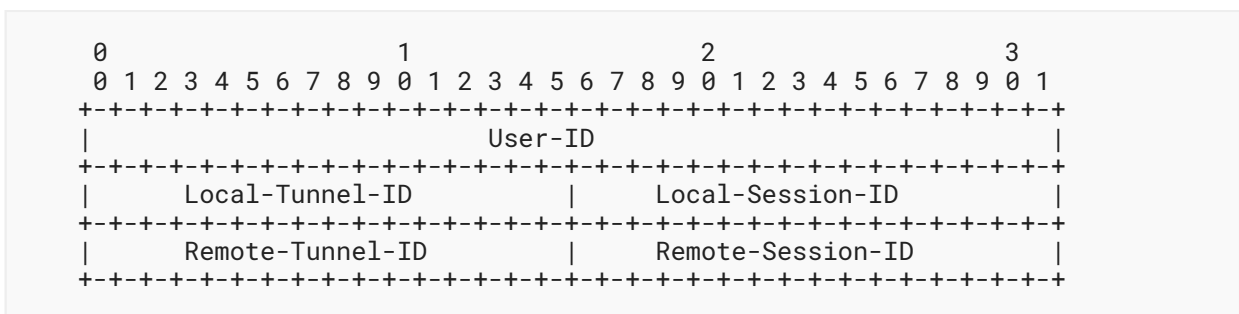 0                   1                   2                   3
 0 1 2 3 4 5 6 7 8 9 0 1 2 3 4 5 6 7 8 9 0 1 2 3 4 5 6 7 8 9 0 1
+-+-+-+-+-+-+-+-+-+-+-+-+-+-+-+-+-+-+-+-+-+-+-+-+-+-+-+-+-+-+-+-+
|                          User-ID                              |
+-+-+-+-+-+-+-+-+-+-+-+-+-+-+-+-+-+-+-+-+-+-+-+-+-+-+-+-+-+-+-+-+
|      Local-Tunnel-ID          |     Local-Session-ID          |
+-+-+-+-+-+-+-+-+-+-+-+-+-+-+-+-+-+-+-+-+-+-+-+-+-+-+-+-+-+-+-+-+
|      Remote-Tunnel-ID         |     Remote-Session-ID         |
+-+-+-+-+-+-+-+-+-+-+-+-+-+-+-+-+-+-+-+-+-+-+-+-+-+-+-+-+-+-+-+-+